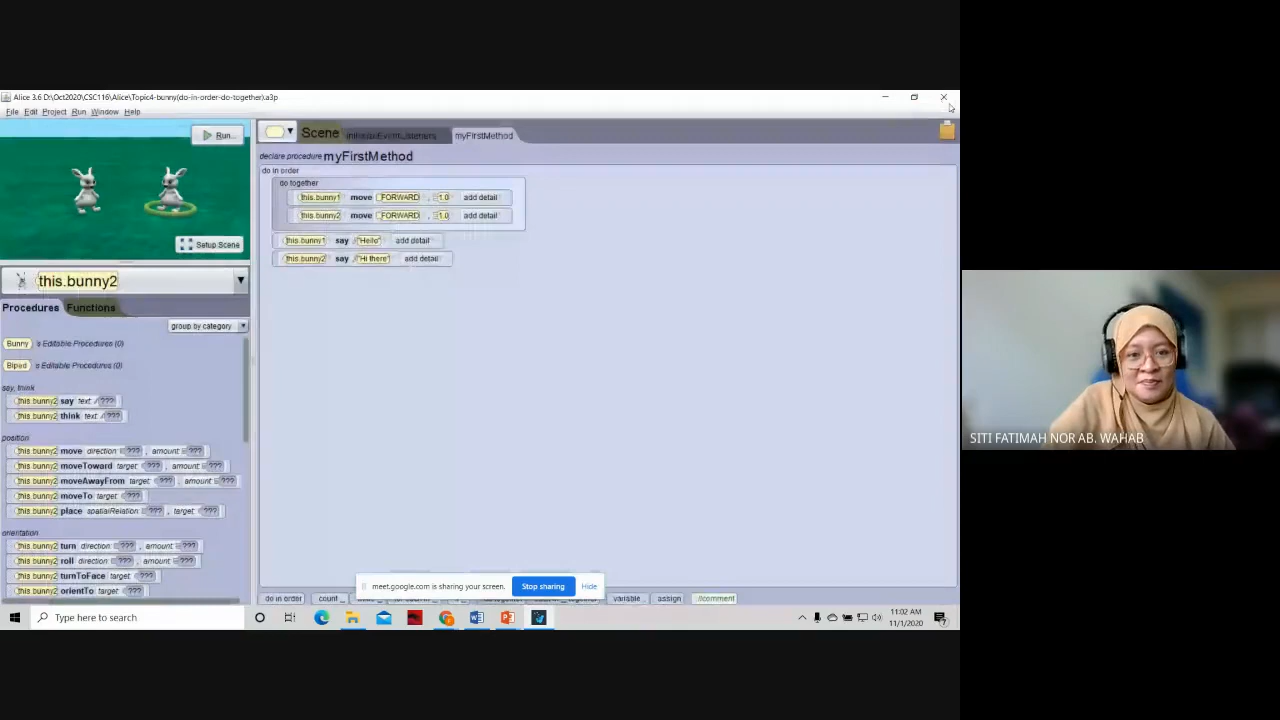 Alice 3.6 D:\Oct2020\CSC116\Alice\Topic4-bunny(do-in-order-do-together).a3p
File Edit Project Run Window Help
Run...
Scene initializeEventListeners myFirstMethod
declare procedure myFirstMethod
do in order
do together
this.bunny1 move FORWARD , 1.0 add detail
this.bunny2 move FORWARD , 1.0 add detail
this.bunny1 say "Hello" add detail
this.bunny2 say "Hi there" add detail
Setup Scene
this.bunny2
Procedures Functions
group by category
Bunny 's Editable Procedures (0)
Biped 's Editable Procedures (0)
say, think
this.bunny2 say text: ???
this.bunny2 think text: ???
position
this.bunny2 move direction: ??? , amount: ???
this.bunny2 moveToward target: ??? , amount: ???
this.bunny2 moveAwayFrom target: ??? , amount: ???
this.bunny2 moveTo target: ???
this.bunny2 place spatialRelation: ??? , target: ???
orientation
this.bunny2 turn direction: ??? , amount: ???
this.bunny2 roll direction: ??? , amount: ???
this.bunny2 turnToFace target: ???
this.bunny2 orientTo target: ???
meet.google.com is sharing your screen. Stop sharing Hide
do in order count variable assign //comment
Type here to search
11:02 AM
11/1/2020
SITI FATIMAH NOR AB. WAHAB